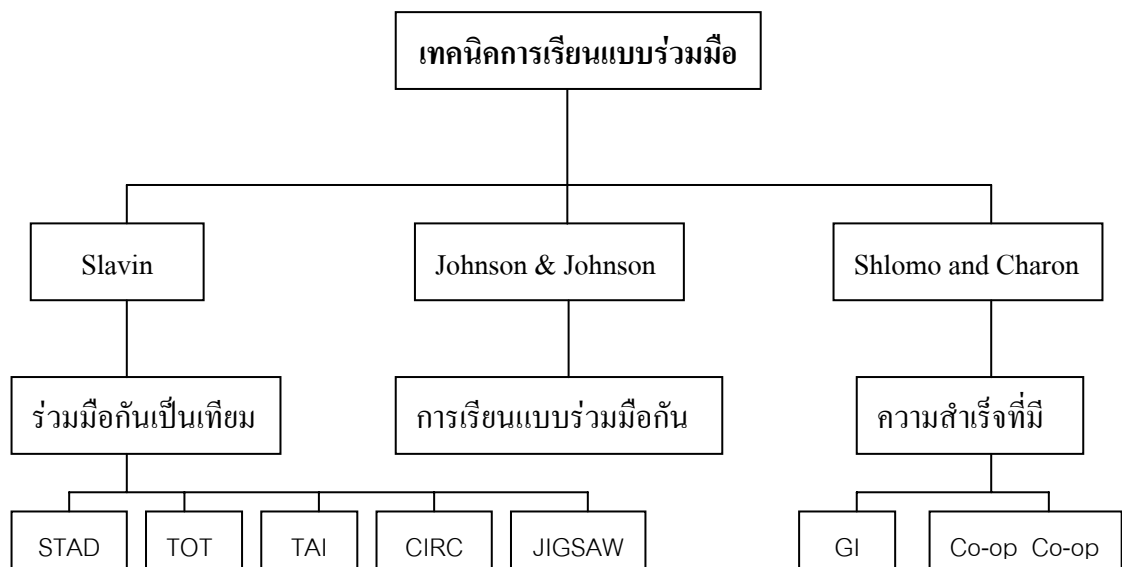 เทคนิคการเรียนแบบร่วมมือ
Slavin
Johnson & Johnson
Shlomo and Charon
ร่วมมือกันเป็นเทียม
การเรียนแบบร่วมมือกัน
ความสำเร็จที่มี
STAD
TOT
TAI
CIRC
JIGSAW
GI
Co-op Co-op